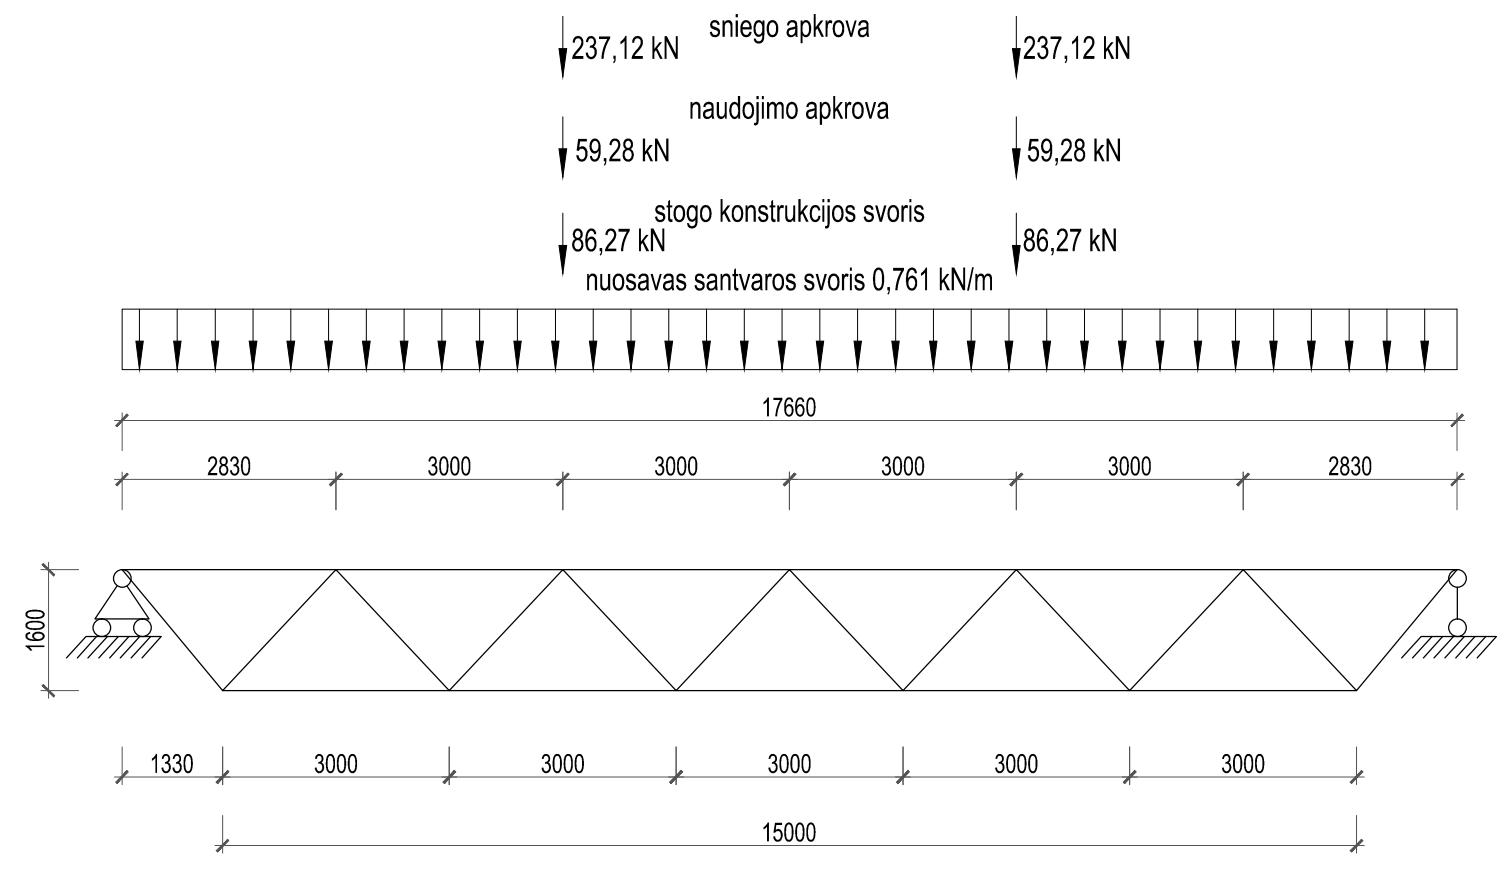 sniego apkrova
237,12 kN 237,12 kN
naudojimo apkrova
59,28 kN 59,28 kN
stogo konstrukcijos svoris
86,27 kN 86,27 kN
nuosavas santvaros svoris 0,761 kN/m
17660
2830 3000 3000 3000 3000 2830
1600
1330 3000 3000 3000 3000 3000
15000